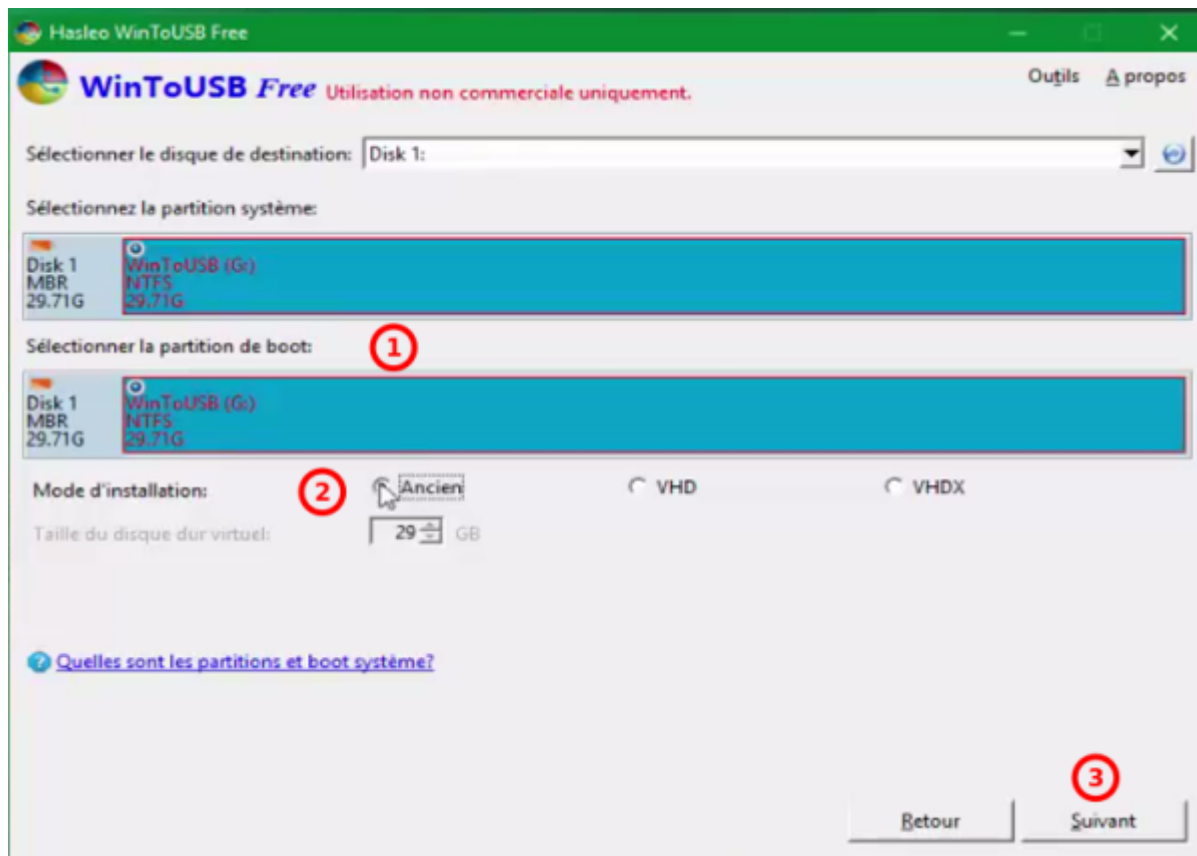 Hasleo WinToUSB Free
WinToUSB Free Utilisation non commerciale uniquement.
Outils A propos
Sélectionner le disque de destination: Disk 1:
Sélectionnez la partition système:
Disk 1
MBR
29.71G
WinToUSB (G:)
NTFS
29.71G
Sélectionner la partition de boot: 1
Disk 1
MBR
29.71G
WinToUSB (G:)
NTFS
29.71G
Mode d'installation: 2 Ancien VHD VHDX
Taille du disque dur virtuel: 29 GB
Quelles sont les partitions et boot système?
3
Retour Suivant